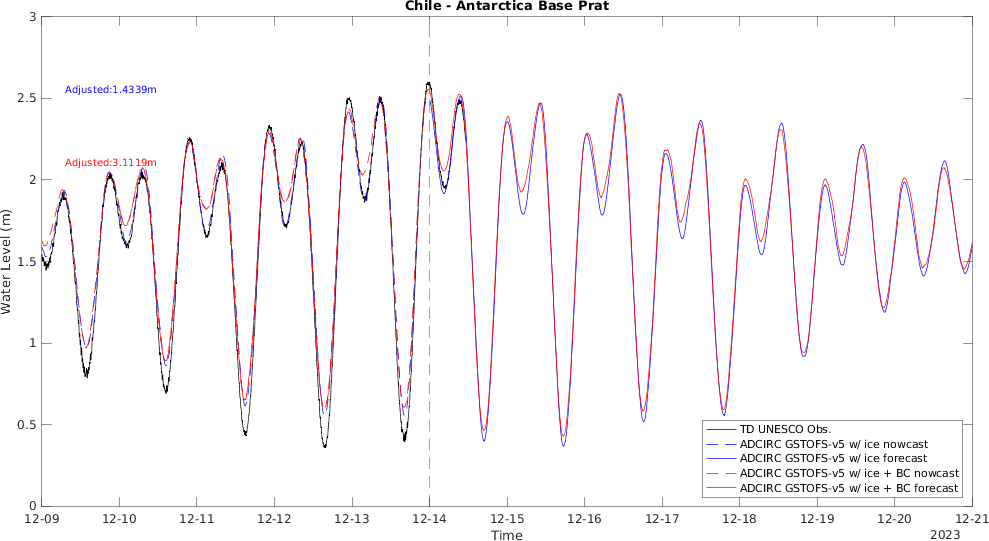 Chile - Antarctica Base Prat
Adjusted:1.4339m
Adjusted:3.1119m
Water Level (m)
3
2.5
2
1.5
1
0.5
0
12-09 12-10 12-11 12-12 12-13 12-14 12-15 12-16 12-17 12-18 12-19 12-20 12-21
Time
2023
TD UNESCO Obs.
ADCIRC GSTOFS-v5 w/ ice nowcast
ADCIRC GSTOFS-v5 w/ ice forecast
ADCIRC GSTOFS-v5 w/ ice + BC nowcast
ADCIRC GSTOFS-v5 w/ ice + BC forecast